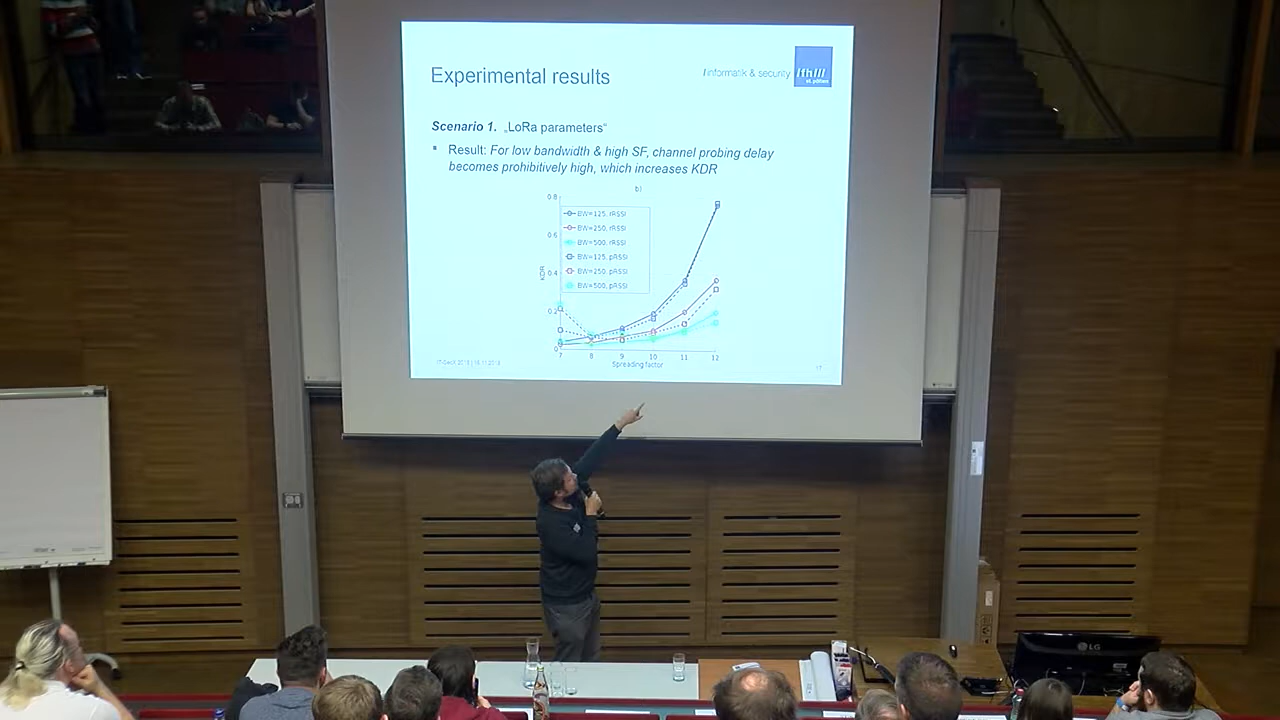 Experimental results
/informatik & security
/fh///
st. pölten
Scenario 1. „LoRa parameters“
Result: For low bandwidth & high SF, channel probing delay
becomes prohibitively high, which increases KDR
b)
0.8
0.6
0.4
0.2
0
KDR
BW=125, rRSSI
BW=250, rRSSI
BW=500, rRSSI
BW=125, pRSSI
BW=250, pRSSI
BW=500, pRSSI
7 8 9 10 11 12
Spreading factor
17
LG